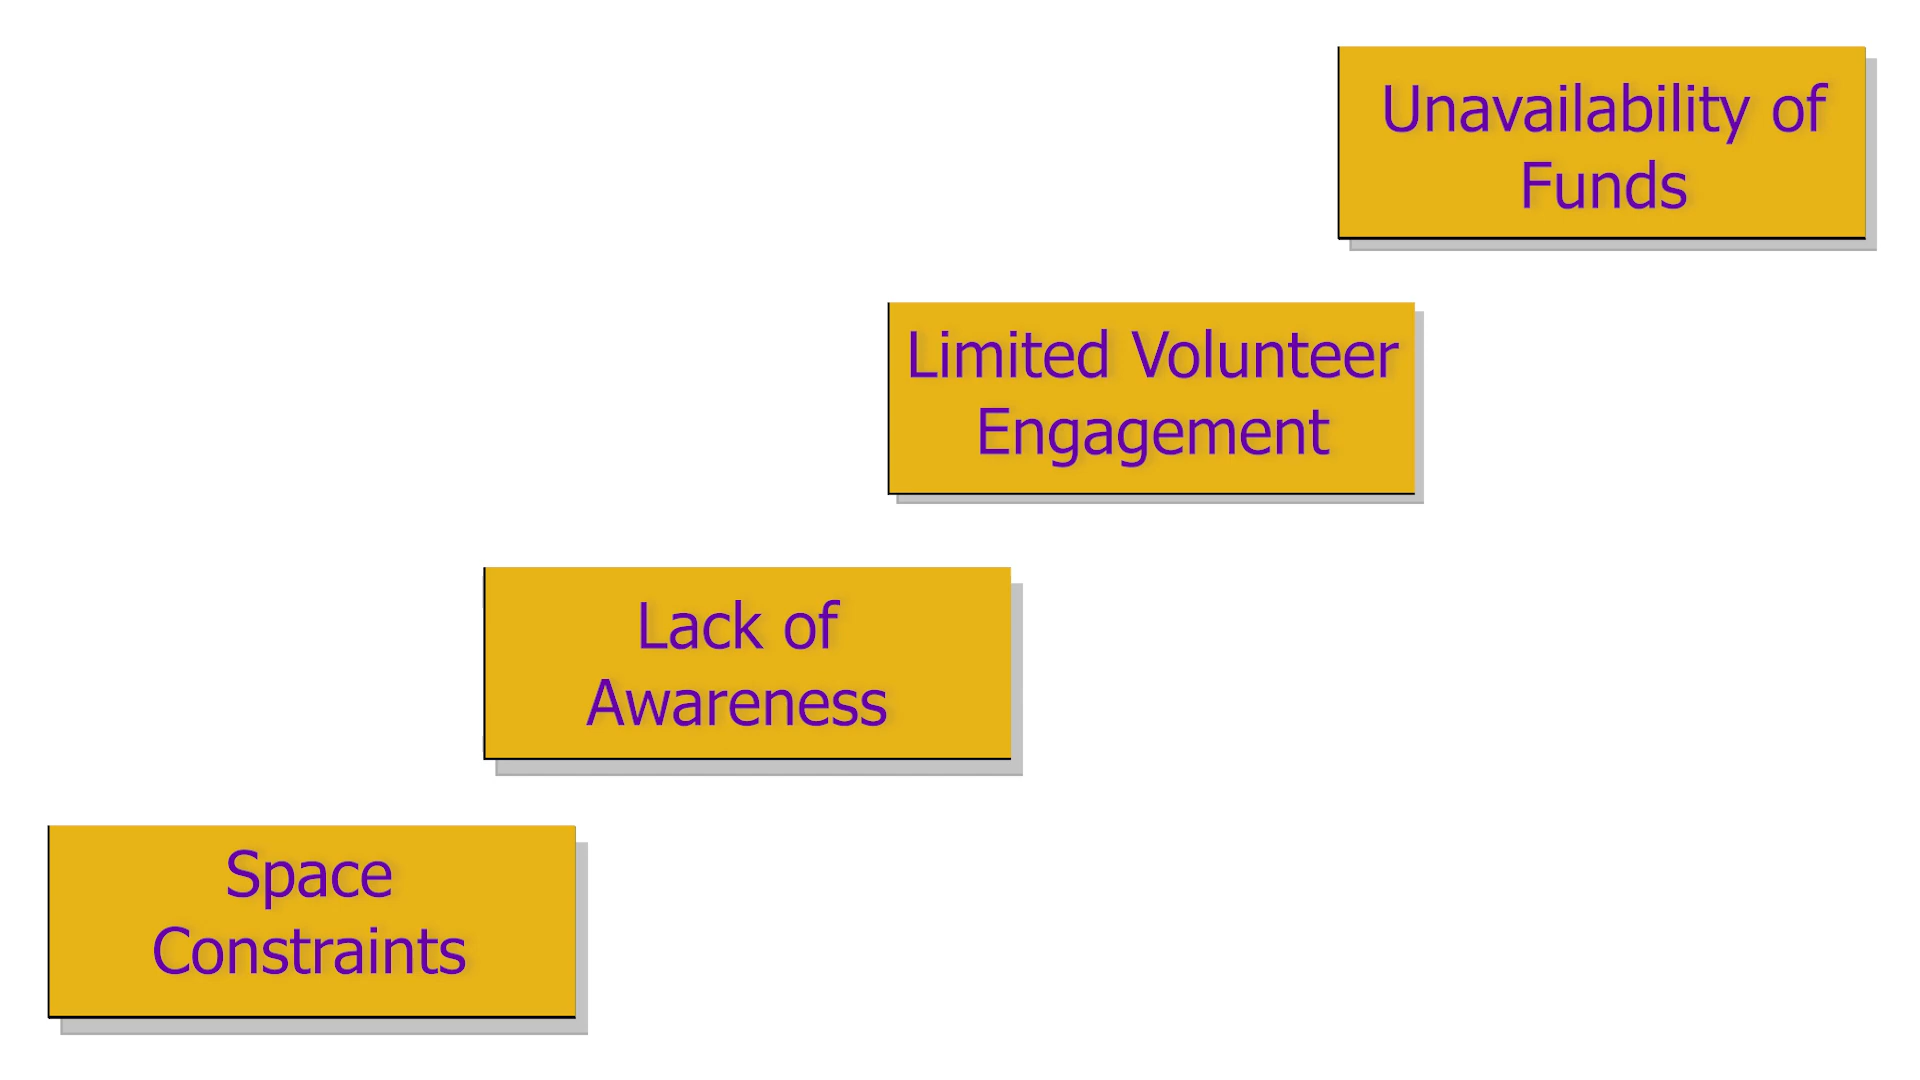 Unavailability of
Funds
Limited Volunteer
Engagement
Lack of
Awareness
Space
Constraints